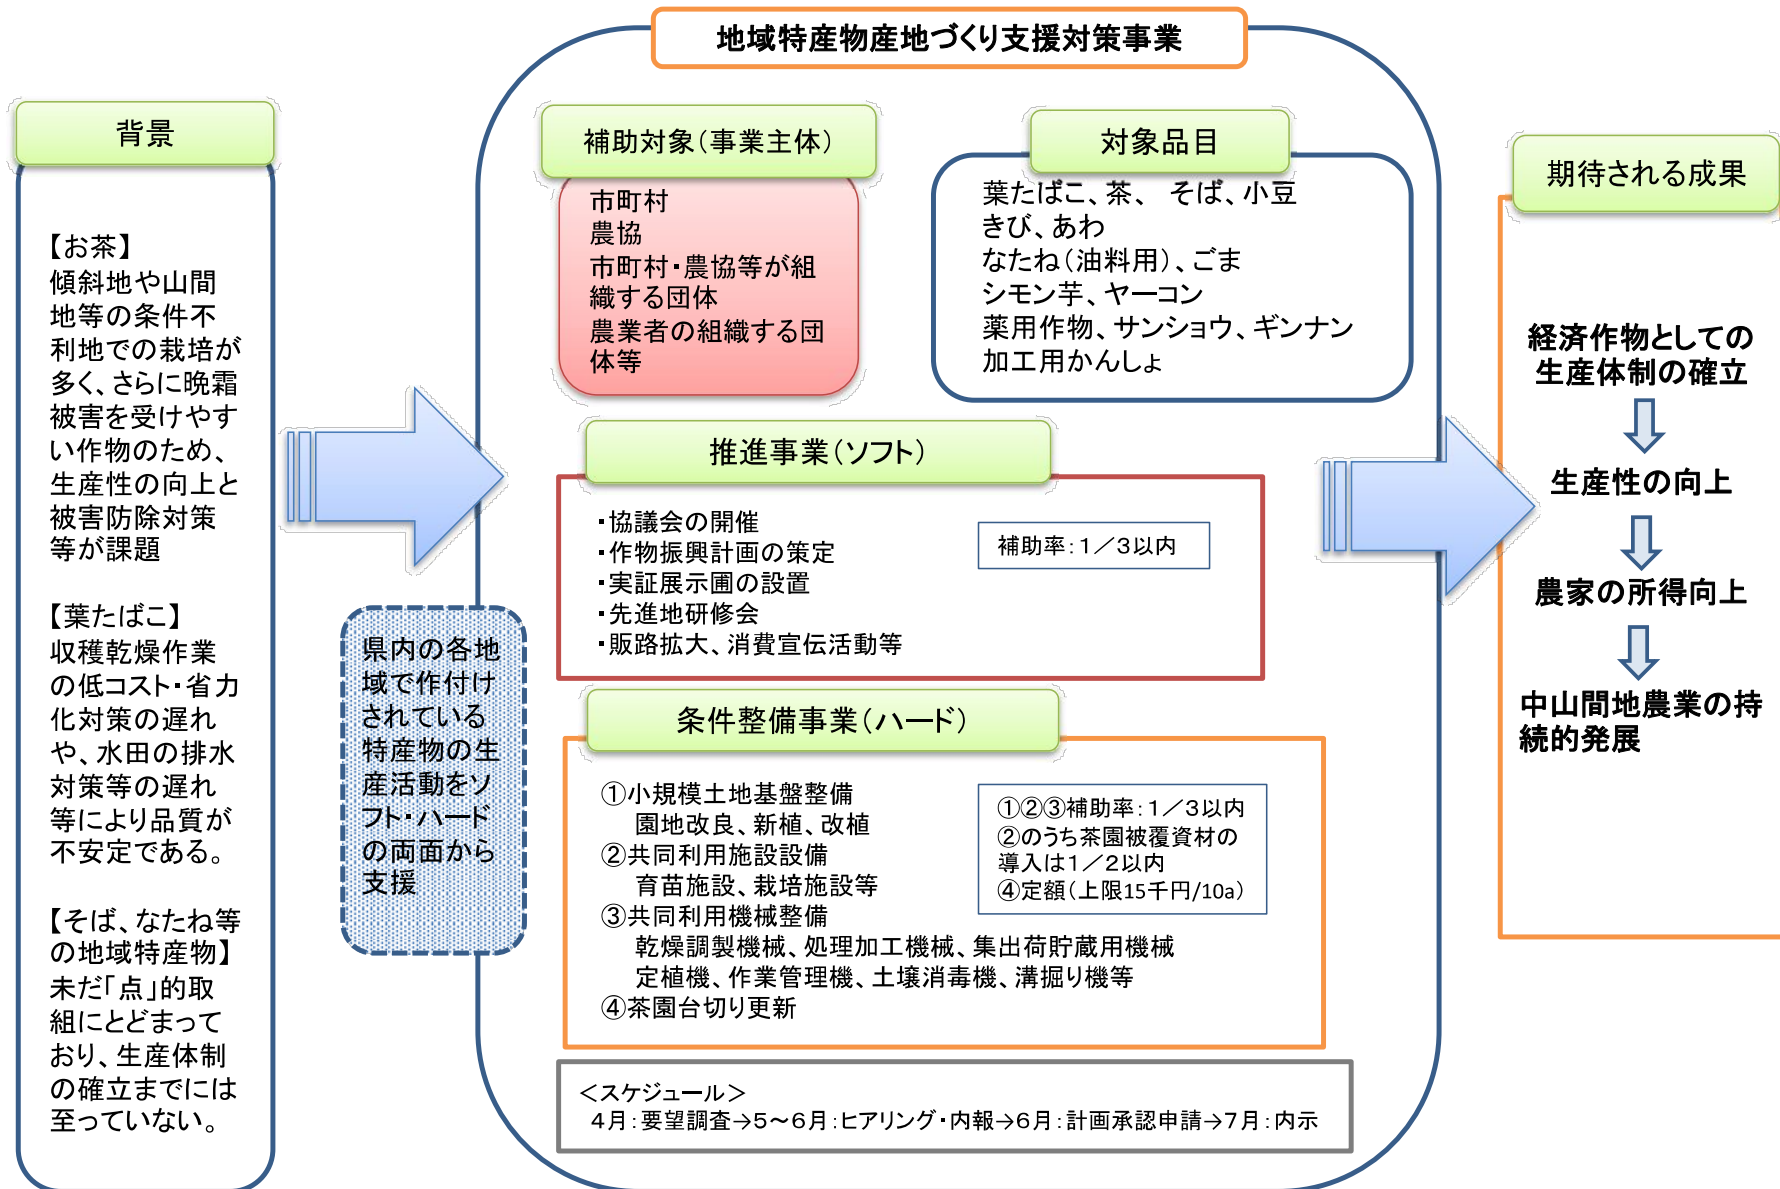 地域特産物産地づくり支援対策事業
背景
【お茶】
傾斜地や山間
地等の条件不
利地での栽培が
多く、さらに晩霜
被害を受けやす
い作物のため、
生産性の向上と
被害防除対策
等が課題
【葉たばこ】
収穫乾燥作業
の低コスト・省力
化対策の遅れ
や、水田の排水
対策等の遅れ
等により品質が
不安定である。
【そば、なたね等
の地域特産物】
未だ「点」的取
組にとどまって
おり、生産体制
の確立までには
至っていない。
県内の各地
域で作付け
されている
特産物の生
産活動をソ
フト・ハード
の両面から
支援
補助対象（事業主体）
市町村
農協
市町村・農協等が組
織する団体
農業者の組織する団
体等
対象品目
葉たばこ、茶、 そば、小豆
きび、あわ
なたね（油料用）、ごま
シモン芋、ヤーコン
薬用作物、サンショウ、ギンナン
加工用かんしょ
推進事業（ソフト）
・協議会の開催
・作物振興計画の策定
・実証展示圃の設置
・先進地研修会
・販路拡大、消費宣伝活動等
補助率：１／３以内
条件整備事業（ハード）
①小規模土地基盤整備
園地改良、新植、改植
②共同利用施設設備
育苗施設、栽培施設等
③共同利用機械整備
乾燥調製機械、処理加工機械、集出荷貯蔵用機械
定植機、作業管理機、土壌消毒機、溝掘り機等
④茶園台切り更新
①②③補助率：１／３以内
②のうち茶園被覆資材の
導入は１／２以内
④定額（上限15千円/10a）
＜スケジュール＞
４月：要望調査→５～６月：ヒアリング・内報→６月：計画承認申請→７月：内示
期待される成果
経済作物としての
生産体制の確立
生産性の向上
農家の所得向上
中山間地農業の持
続的発展